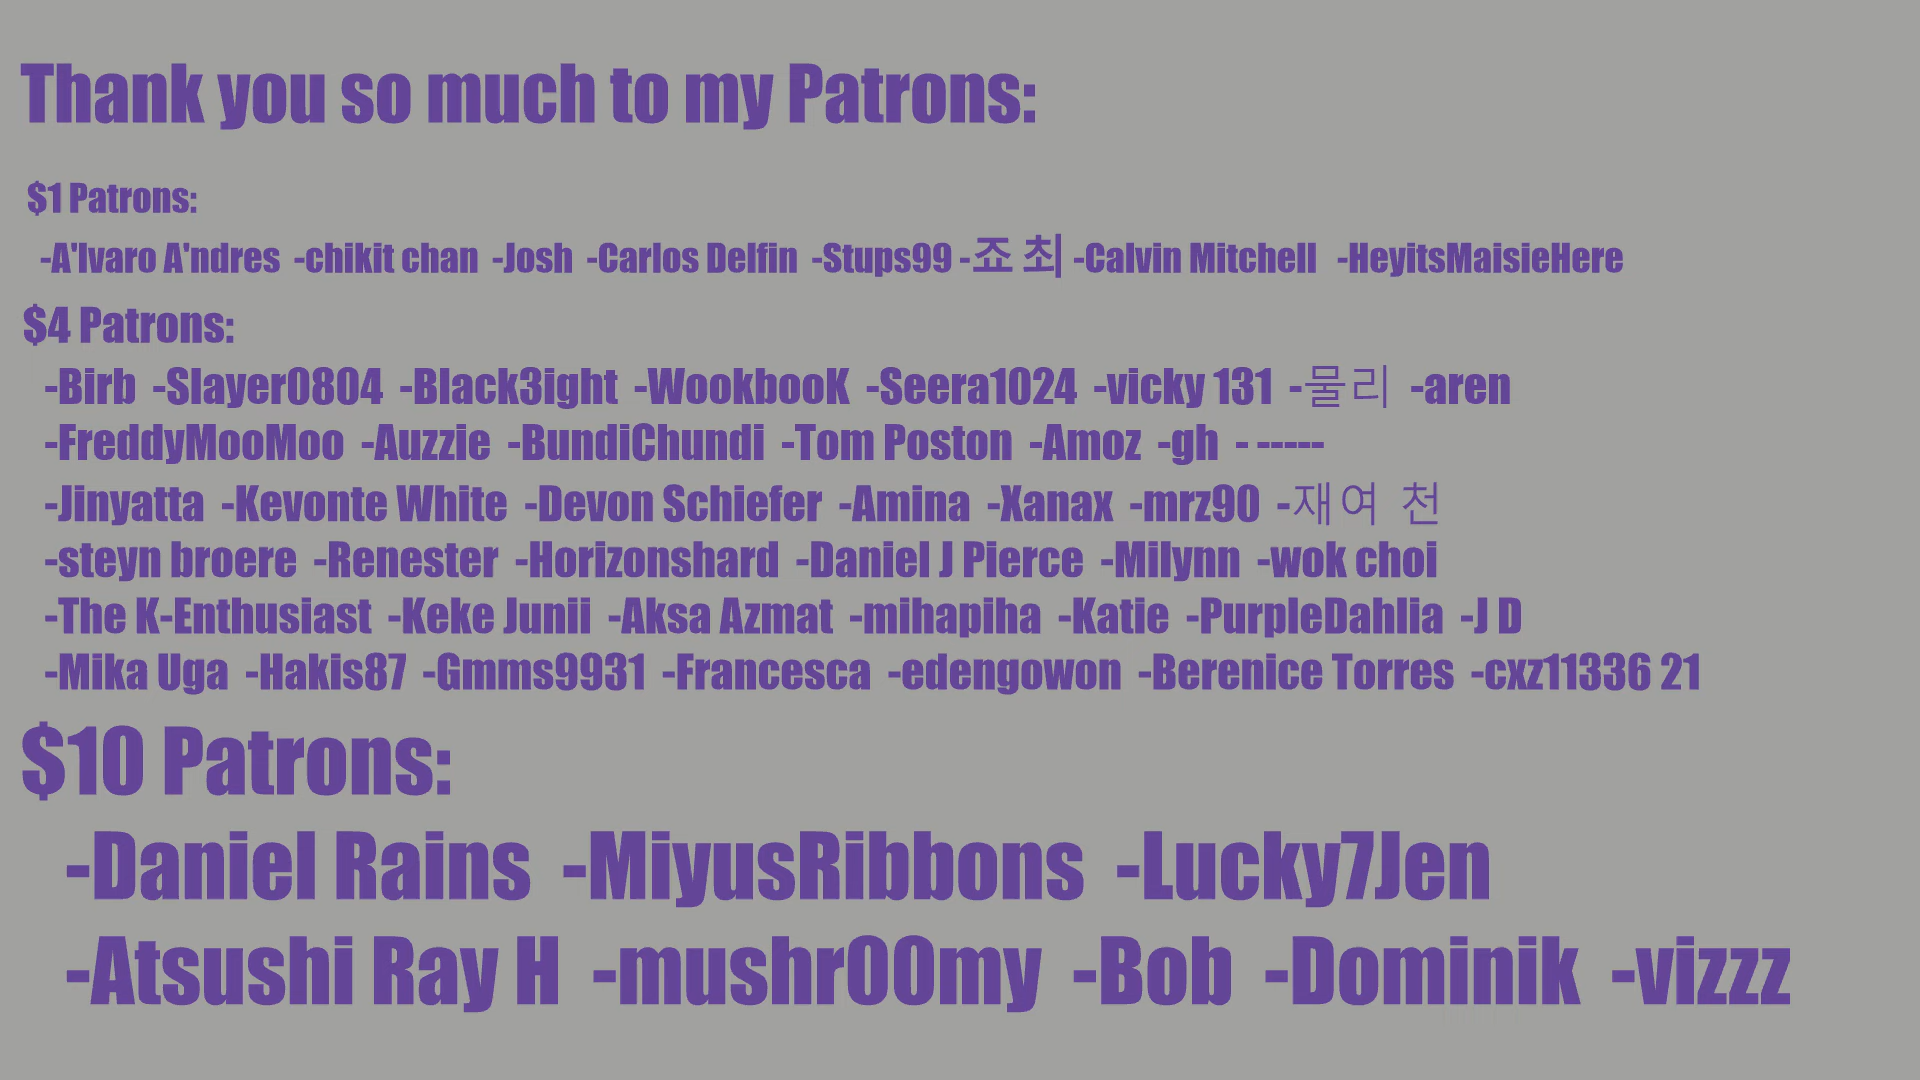 Thank you so much to my Patrons:
$1 Patrons:
-A'lvaro A'ndres -chikit chan -Josh -Carlos Delfin -Stups99 -죠 최 -Calvin Mitchell -HeyitsMaisieHere
$4 Patrons:
-Birb -Slayer0804 -Black3ight -WookbooK -Seera1024 -vicky 131 -물리 -aren
-FreddyMooMoo -Auzzie -BundiChundi -Tom Poston -Amoz -gh - -----
-Jinyatta -Kevonte White -Devon Schiefer -Amina -Xanax -mrz90 -재여 천
-steyn broere -Renester -Horizonshard -Daniel J Pierce -Milynn -wok choi
-The K-Enthusiast -Keke Junii -Aksa Azmat -mihapiha -Katie -PurpleDahlia -J D
-Mika Uga -Hakis87 -Gmms9931 -Francesca -edengowon -Berenice Torres -cxz11336 21
$10 Patrons:
-Daniel Rains -MiyusRibbons -Lucky7Jen
-Atsushi Ray H -mushr00my -Bob -Dominik -vizzz